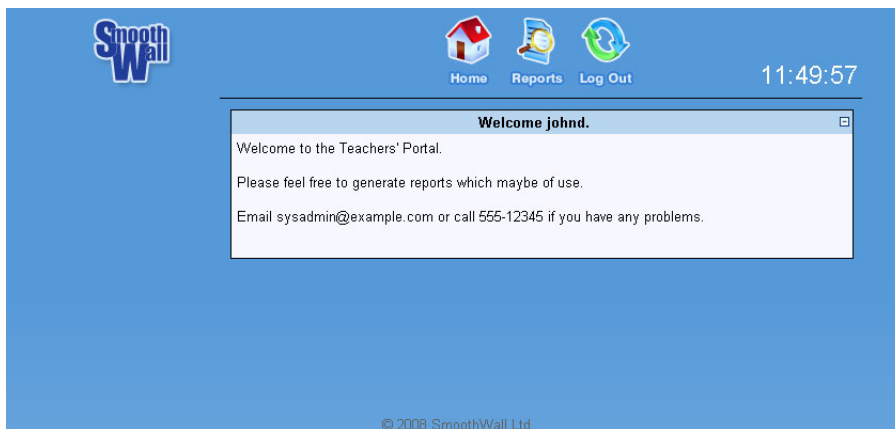 Smooth
Wall
Home Reports Log Out
11:49:57
Welcome johnd.
Welcome to the Teachers' Portal.
Please feel free to generate reports which maybe of use.
Email sysadmin@example.com or call 555-12345 if you have any problems.
© 2008 SmoothWall Ltd